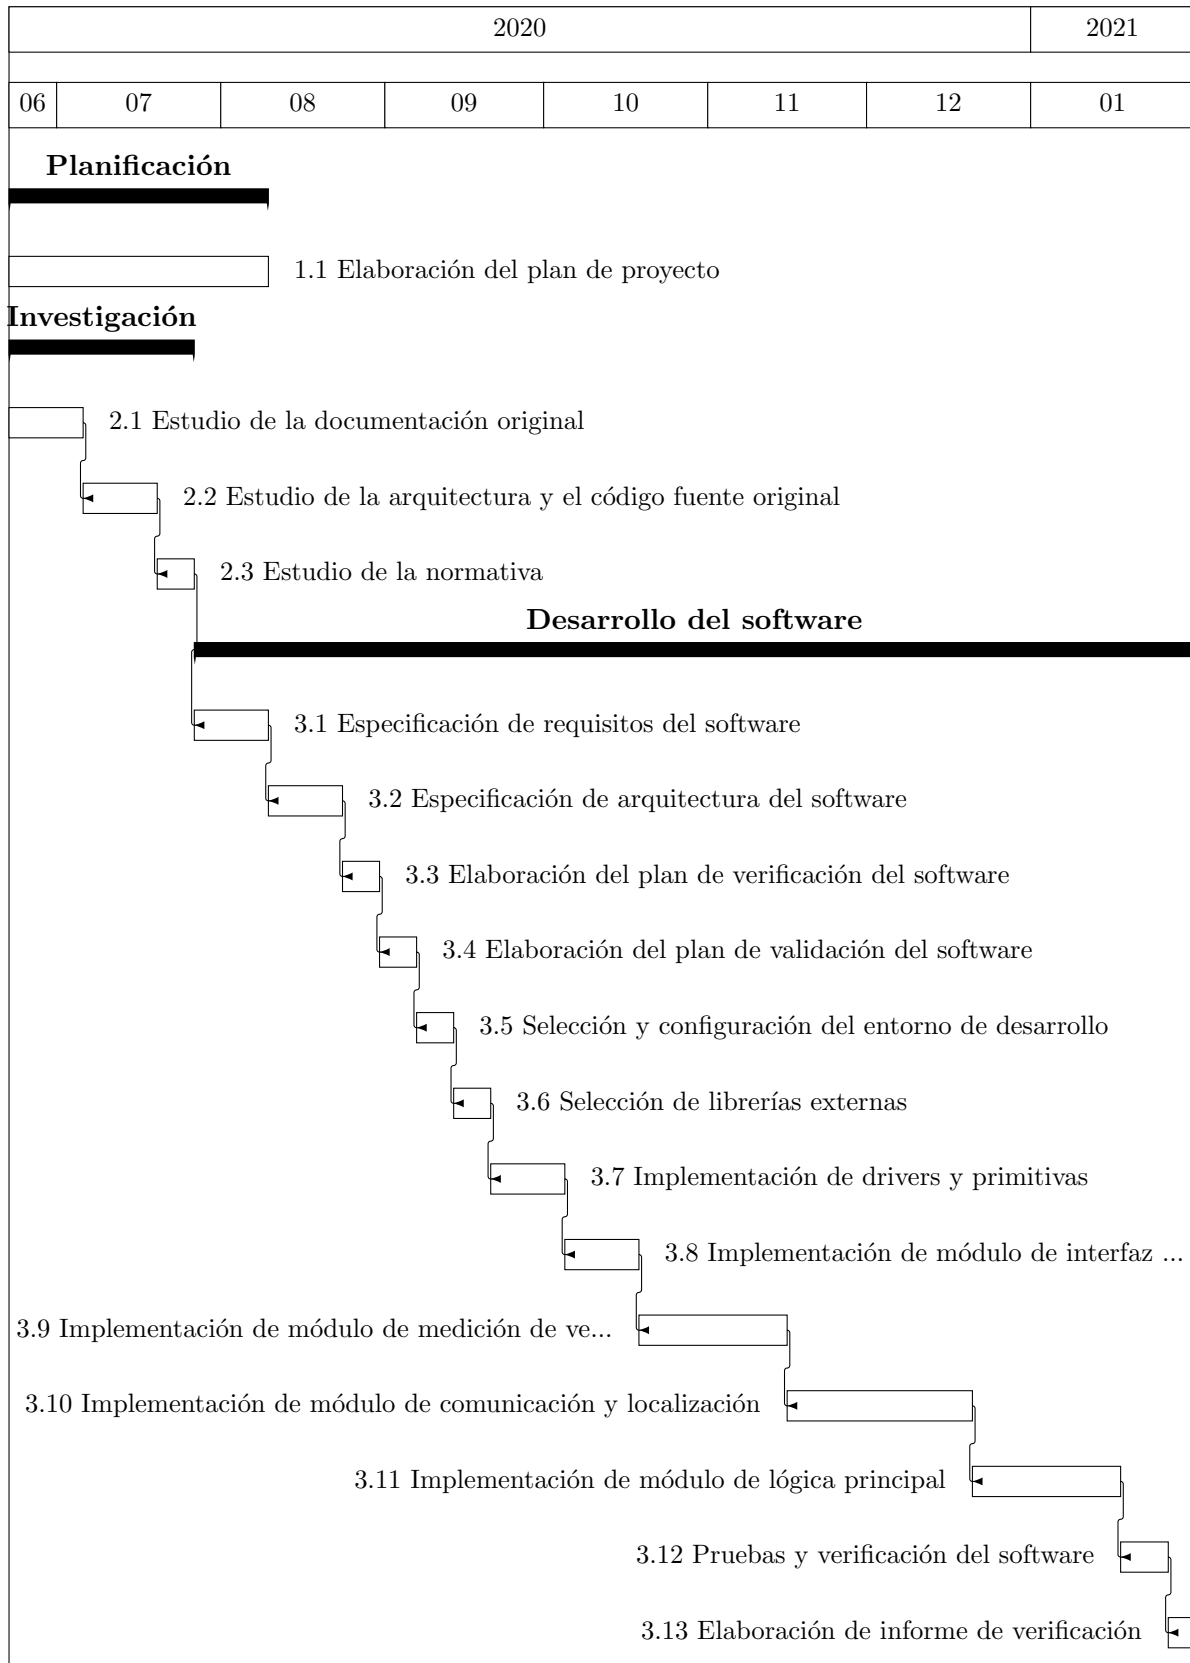 2020 2021
06 07 08 09 10 11 12 01
Planificación
1.1 Elaboración del plan de proyecto
Investigación
2.1 Estudio de la documentación original
2.2 Estudio de la arquitectura y el código fuente original
2.3 Estudio de la normativa
Desarrollo del software
3.1 Especificación de requisitos del software
3.2 Especificación de arquitectura del software
3.3 Elaboración del plan de verificación del software
3.4 Elaboración del plan de validación del software
3.5 Selección y configuración del entorno de desarrollo
3.6 Selección de librerías externas
3.7 Implementación de drivers y primitivas
3.8 Implementación de módulo de interfaz ...
3.9 Implementación de módulo de medición de ve...
3.10 Implementación de módulo de comunicación y localización
3.11 Implementación de módulo de lógica principal
3.12 Pruebas y verificación del software
3.13 Elaboración de informe de verificación